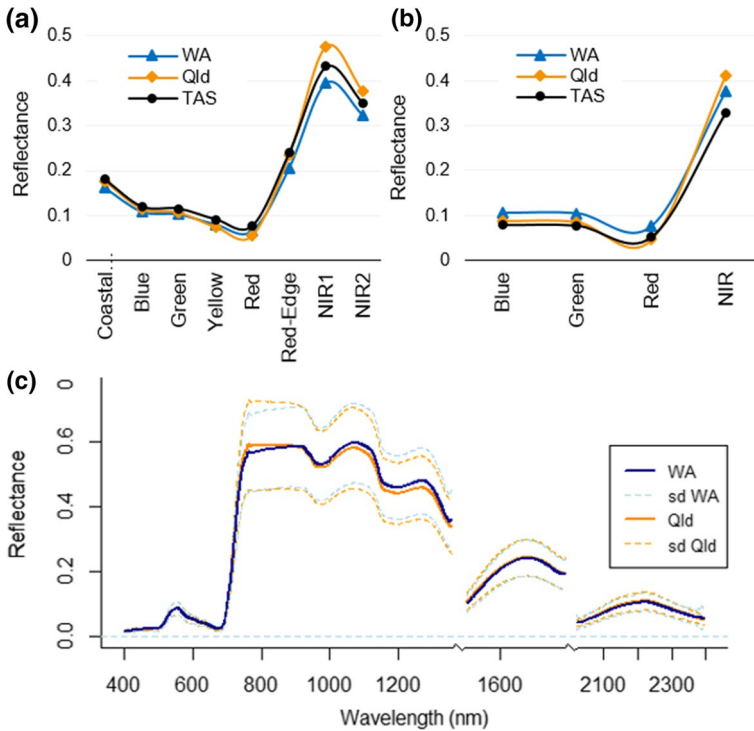 (a)
0.5
0.4
0.3
0.2
0.1
0
Reflectance
WA
Qld
TAS
Coastal...
Blue
Green
Yellow
Red
Red-Edge
NIR1
NIR2
(b)
0.5
0.4
0.3
0.2
0.1
0
Reflectance
WA
Qld
TAS
Blue
Green
Red
NIR
(c)
0
0.6
0.4
0.2
0.0
Reflectance
WA
sd WA
Qld
sd Qld
400 600 800 1000 1200 1600 2100 2300
Wavelength (nm)